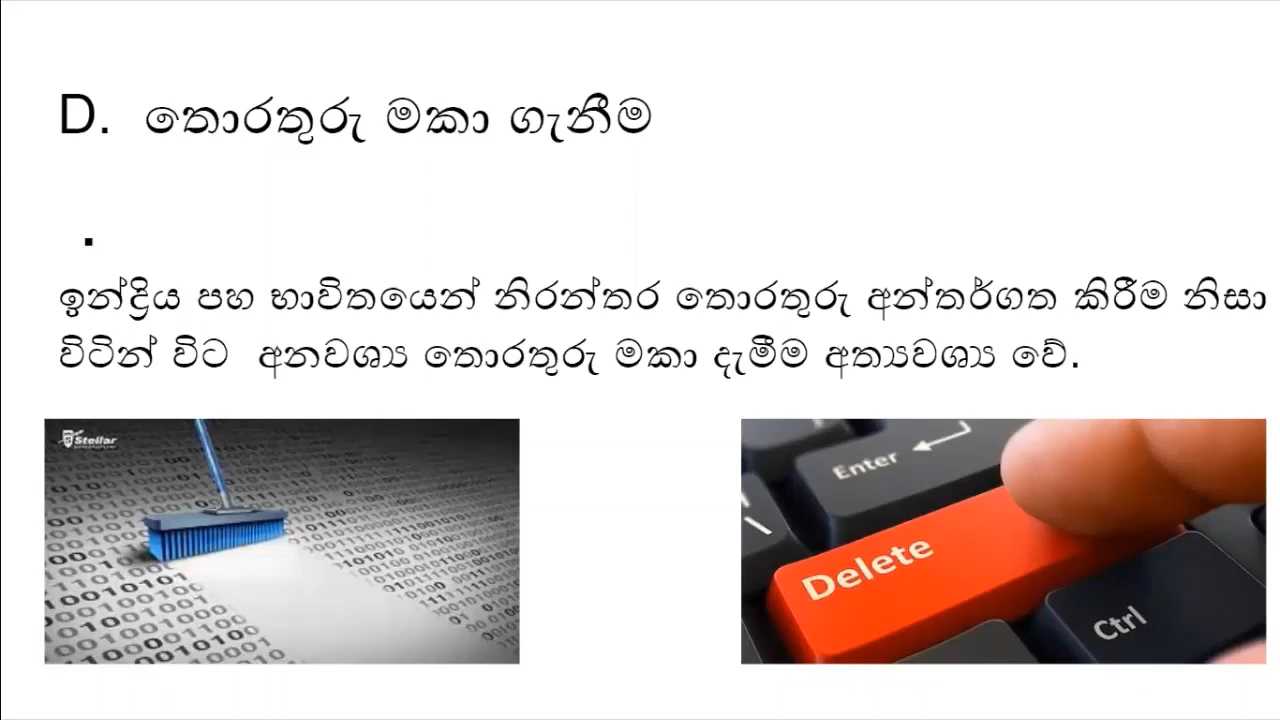 D. තොරතුරු මකා ගැනීම
.
ඉන්ද්‍රිය පහ භාවිතයෙන් නිරන්තර තොරතුරු අන්තර්ගත කිරීම නිසා
විටින් විට අනවශ්‍ය තොරතුරු මකා දැමීම අත්‍යවශ්‍ය වේ.
Stellar
Enter
Delete
Ctrl